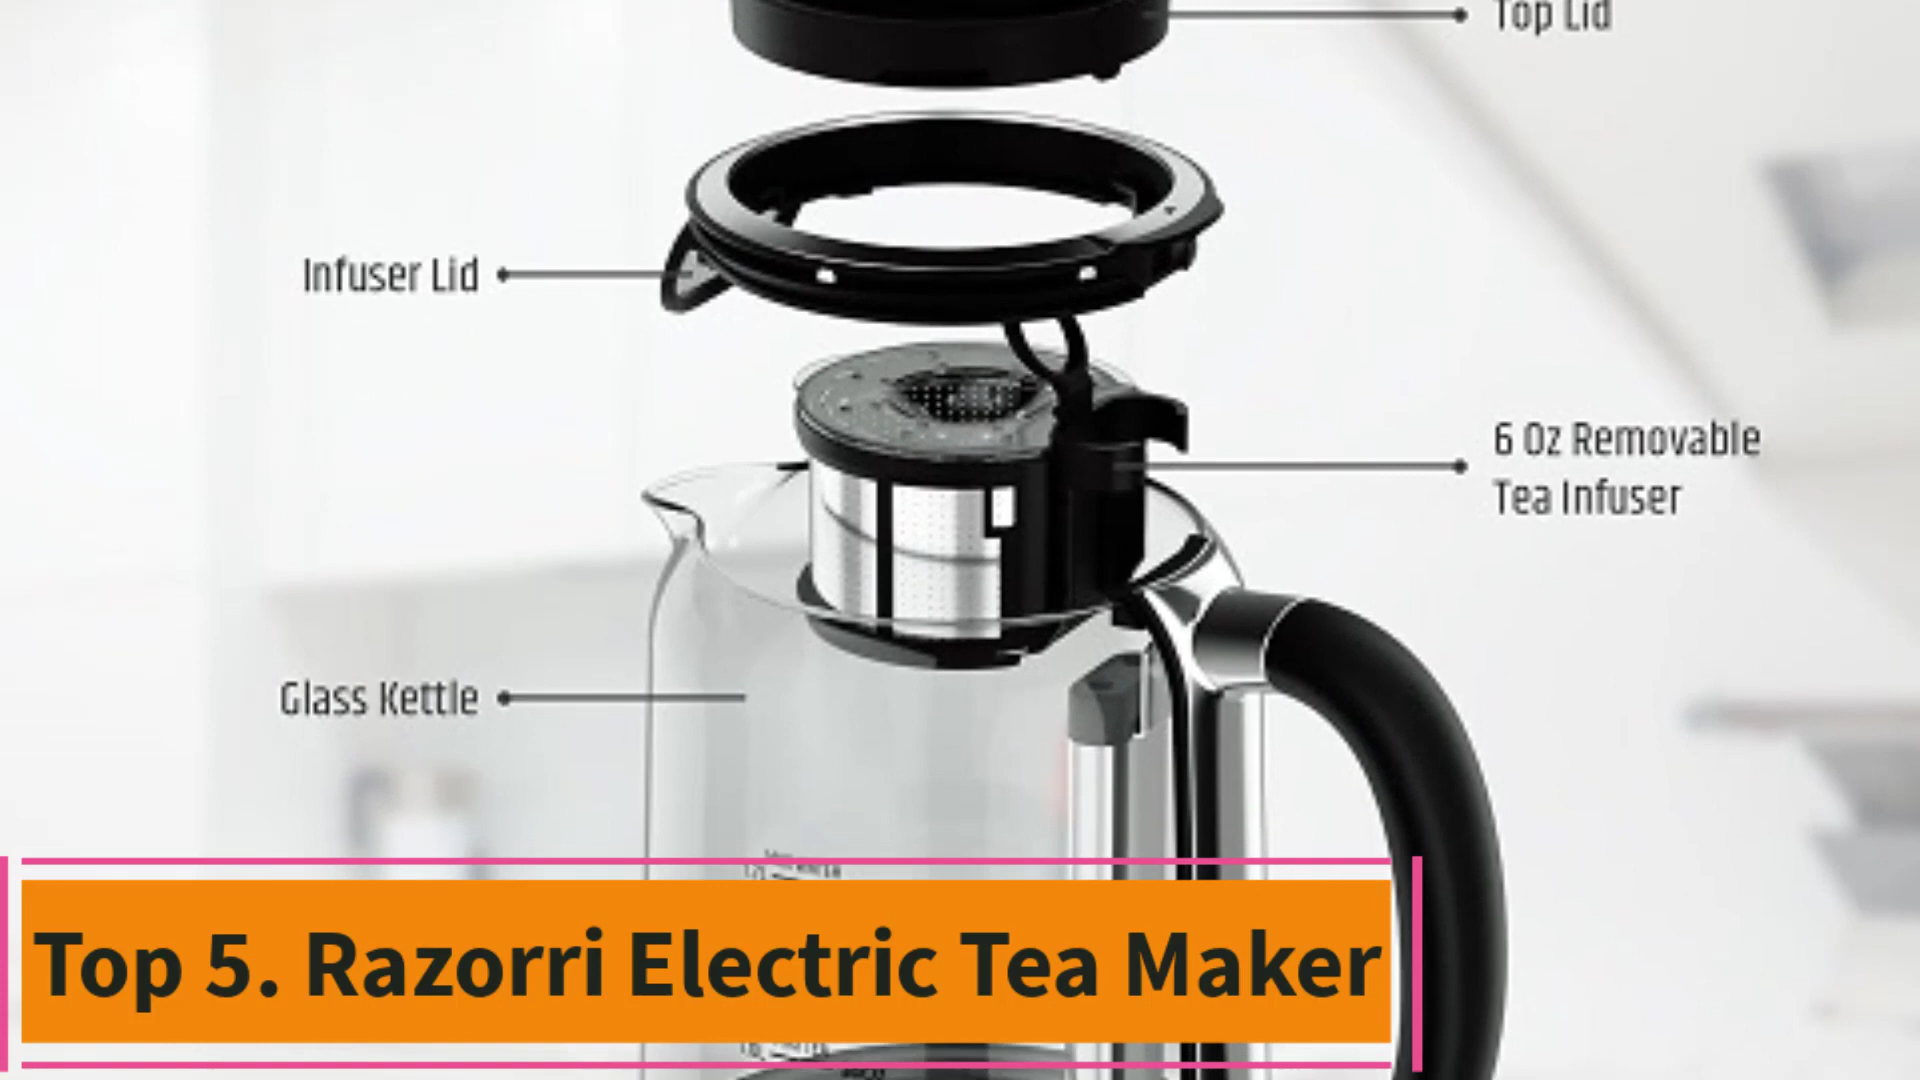 Top Lid
Infuser Lid
6 Oz Removable
Tea Infuser
Glass Kettle
Top 5. Razorri Electric Tea Maker